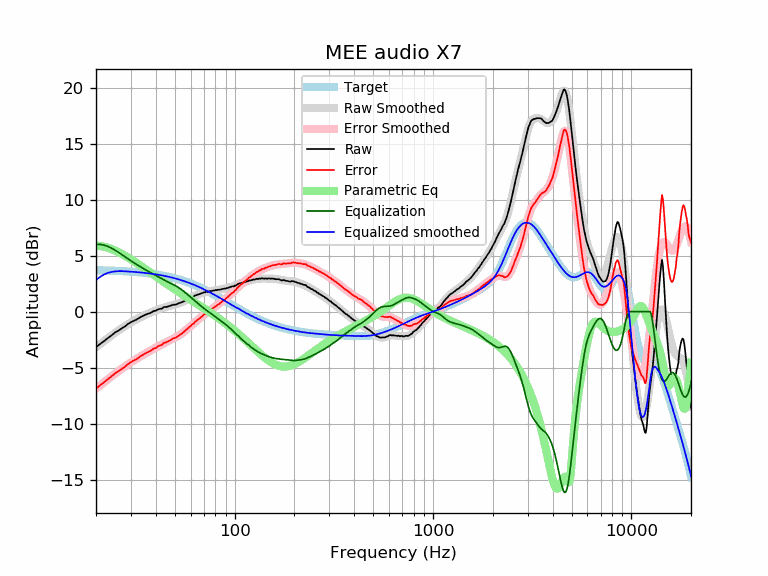 MEE audio X7
Target
Raw Smoothed
Error Smoothed
Raw
Error
Parametric Eq
Equalization
Equalized smoothed
20
15
10
5
0
−5
−10
−15
Amplitude (dBr)
100 1000 10000
Frequency (Hz)